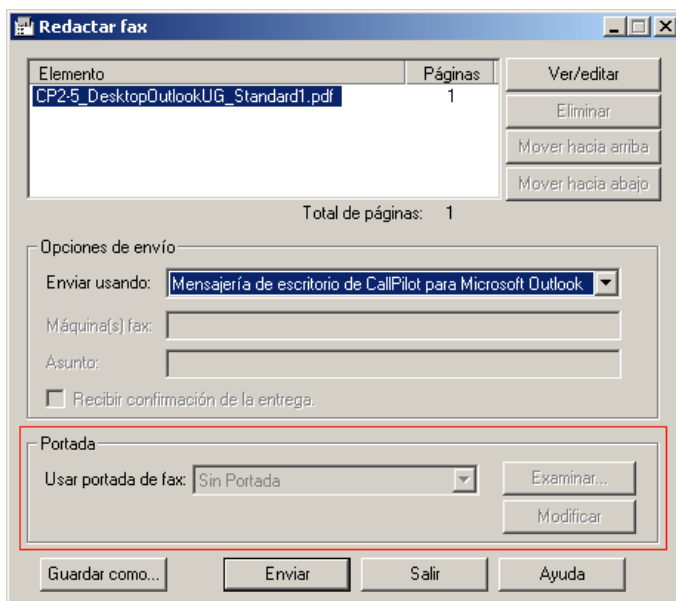 Redactar fax
Elemento Páginas
CP2-5_DesktopOutlookUG_Standard1.pdf 1
Ver/editar
Eliminar
Mover hacia arriba
Mover hacia abajo
Total de páginas: 1
Opciones de envío
Enviar usando: Mensajería de escritorio de CallPilot para Microsoft Outlook
Máquina(s) fax:
Asunto:
Recibir confirmación de la entrega.
Portada
Usar portada de fax: Sin Portada Examinar...
Modificar
Guardar como... Enviar Salir Ayuda